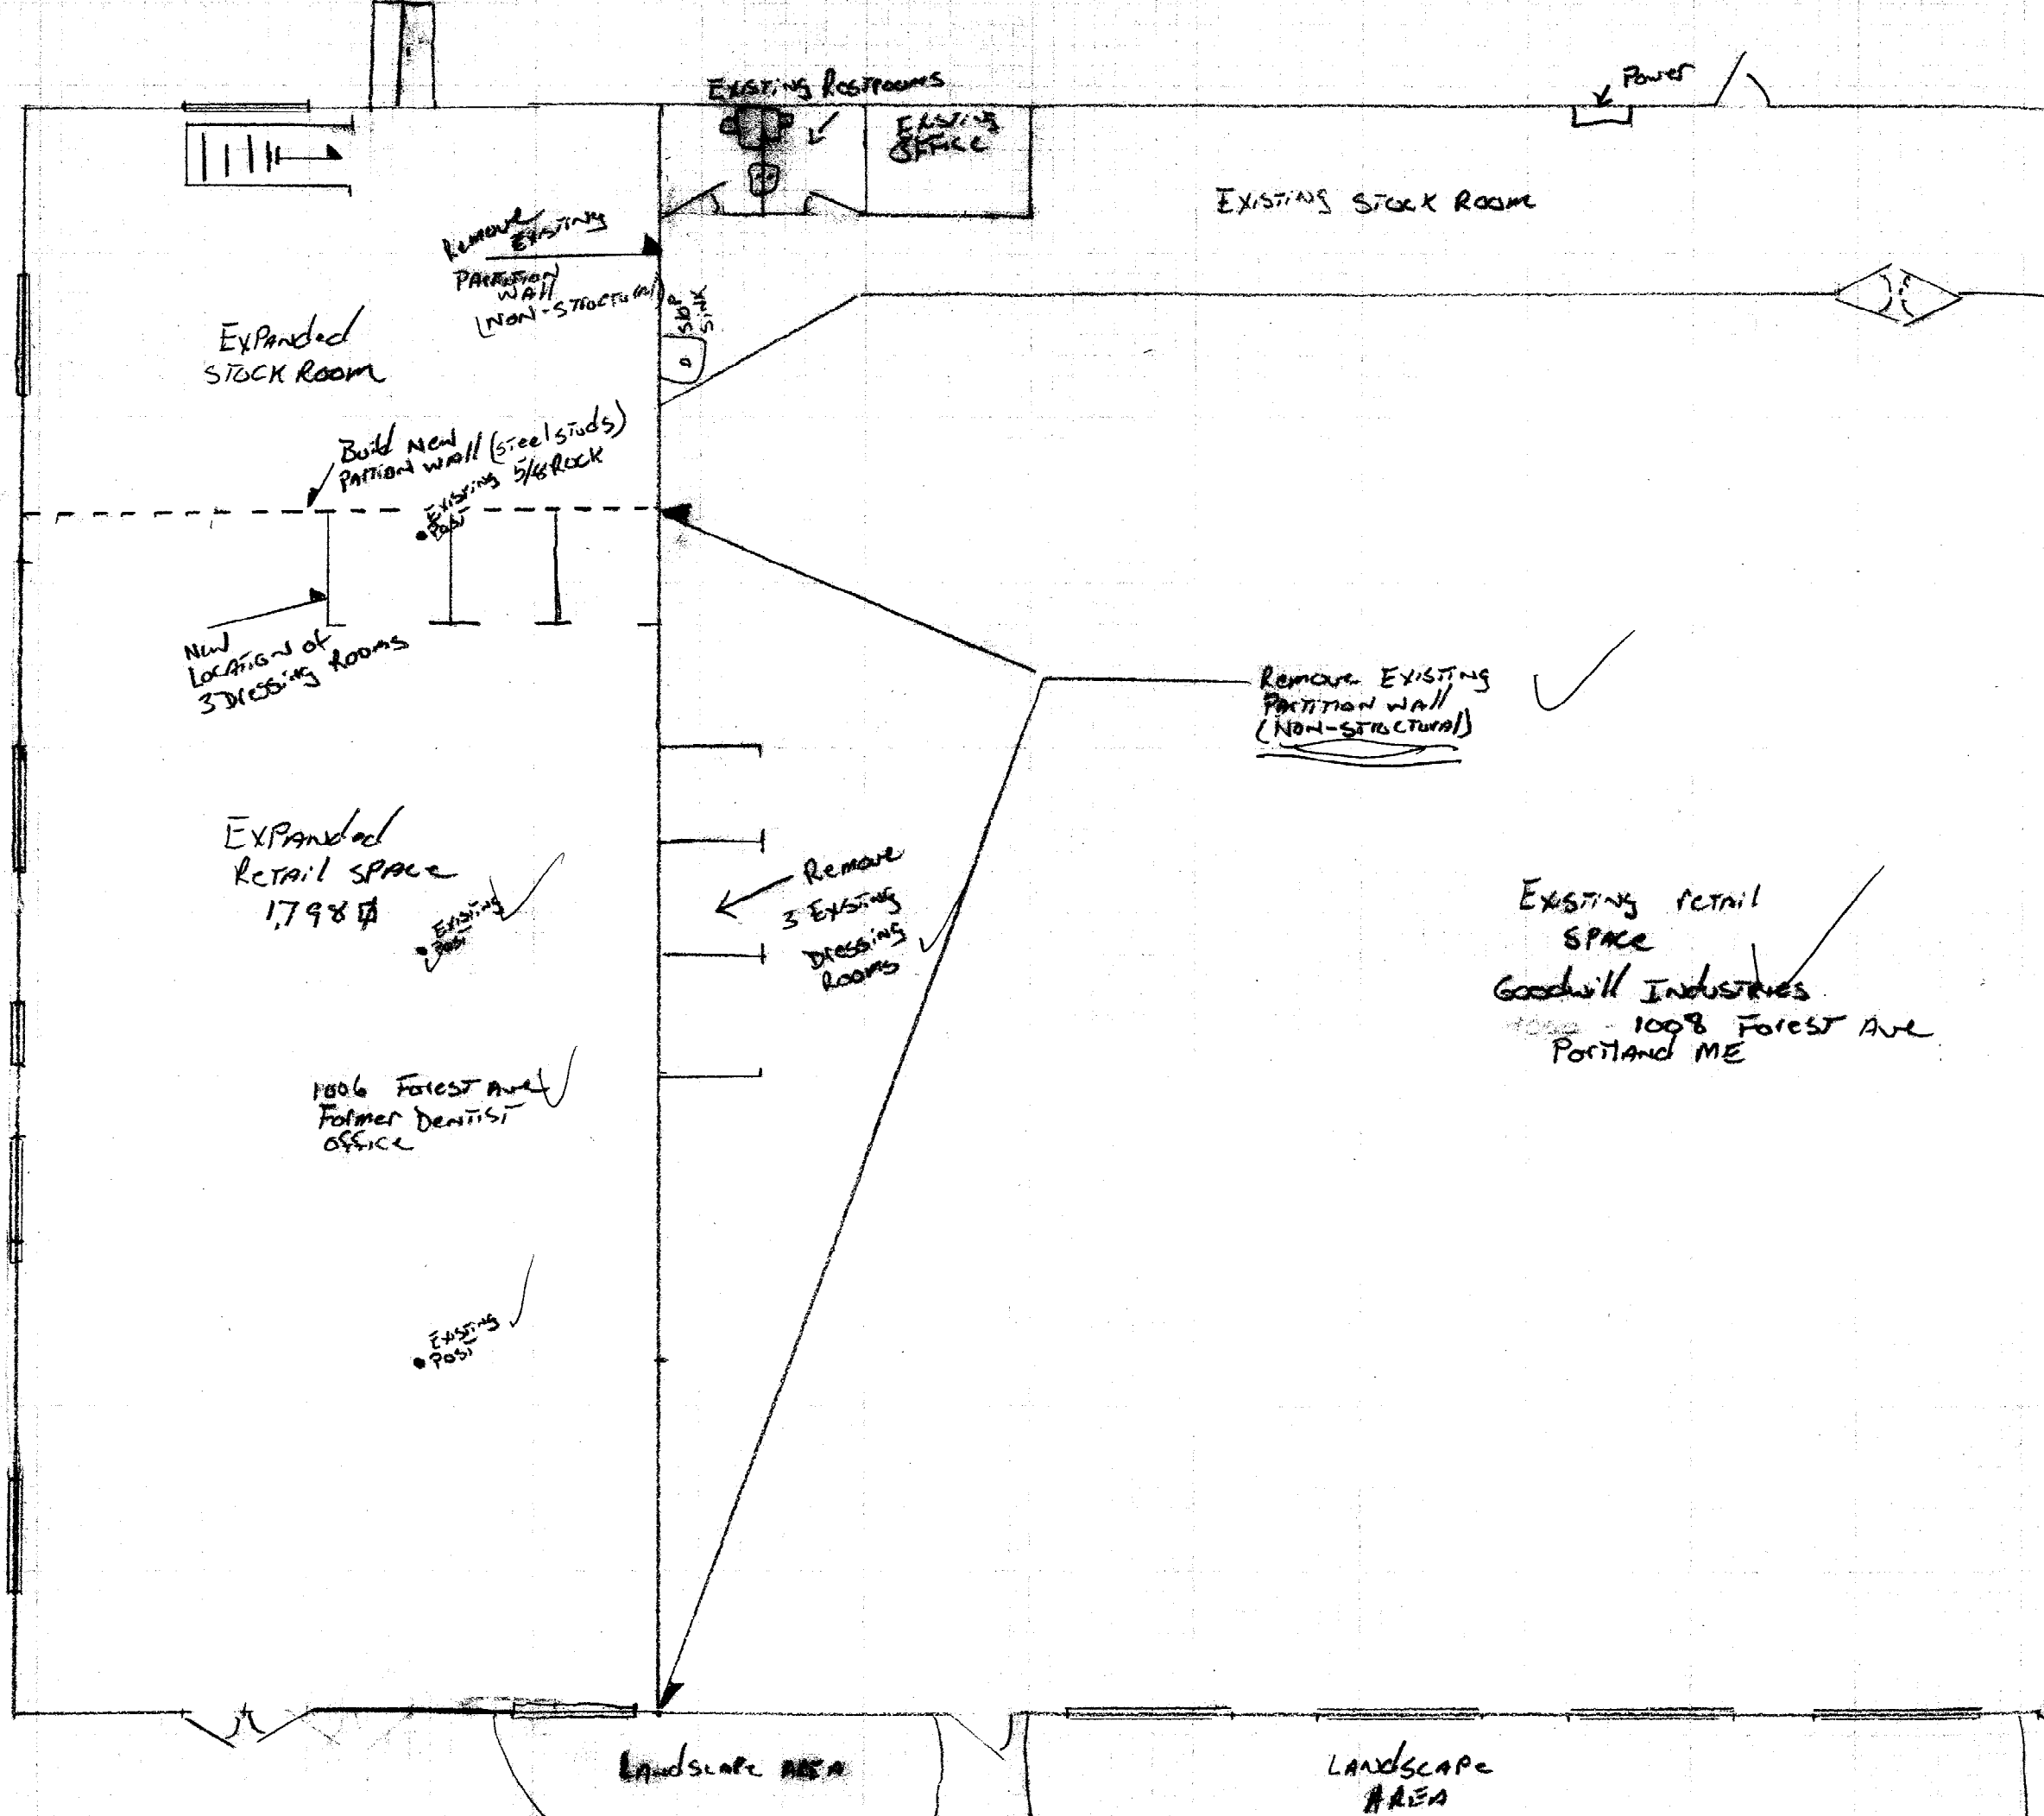 Existing Restrooms
Existing
Office
Power
Existing Stock Room
Remove
Existing
Partition
Wall
(Non-Structural)
Slop
Sink
Expanded
Stock Room
Build New
Partion Wall (steel studs)
5/8 Rock
Existing
Post
New
Location of
3 Dressing Rooms
Remove Existing
Partition Wall
(Non-Structural)
Expanded
Retail Space
1,798
Existing
Post
Remove
3 Existing
Dressing
Rooms
Existing retail
Space
Goodwill Industries
1008 Forest Ave
Portland ME
1006 Forest Ave
Former Dentist
office
Existing
Post
Landscape Area
Landscape
Area